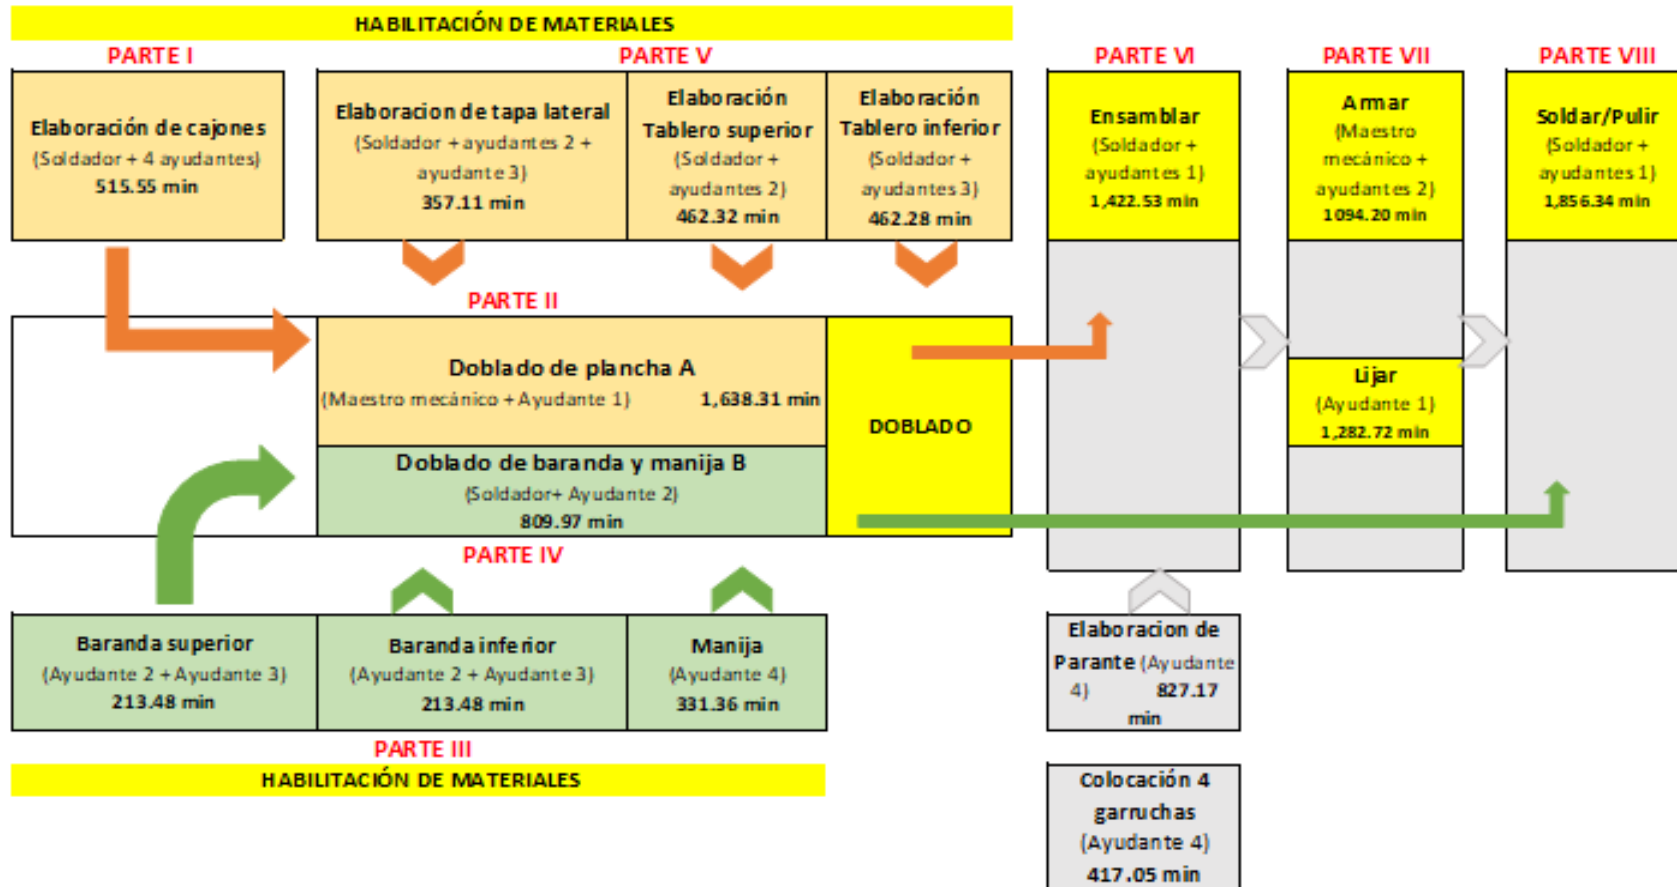 HABILITACIÓN DE MATERIALES
PARTE I
PARTE V
PARTE VI
PARTE VII
PARTE VIII
Elaboración de cajones
(Soldador + 4 ayudantes)
515.55 min
Elaboracion de tapa lateral
(Soldador + ayudantes 2 +
ayudante 3)
357.11 min
Elaboración
Tablero superior
(Soldador +
ayudantes 2)
462.32 min
Elaboración
Tablero inferior
(Soldador +
ayudantes 3)
462.28 min
Ensamblar
(Soldador +
ayudantes 1)
1,422.53 min
Armar
(Maestro
mecánico +
ayudantes 2)
1094.20 min
Soldar/Pulir
(Soldador +
ayudantes 1)
1,856.34 min
PARTE II
Doblado de plancha A
(Maestro mecánico + Ayudante 1) 1,638.31 min
DOBLADO
Lijar
(Ayudante 1)
1,282.72 min
Doblado de baranda y manija B
(Soldador+ Ayudante 2)
809.97 min
PARTE IV
Baranda superior
(Ayudante 2 + Ayudante 3)
213.48 min
Baranda inferior
(Ayudante 2 + Ayudante 3)
213.48 min
Manija
(Ayudante 4)
331.36 min
Elaboracion de
Parante (Ayudante
4) 827.17
min
PARTE III
HABILITACIÓN DE MATERIALES
Colocación 4
garruchas
(Ayudante 4)
417.05 min